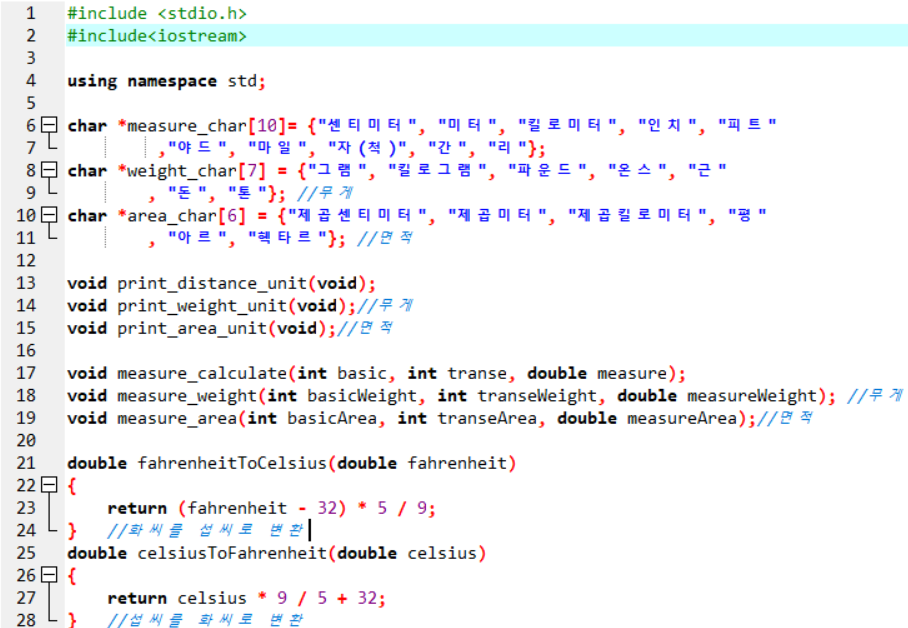 1 #include <stdio.h>
2 #include<iostream>
3
4 using namespace std;
5
6 char *measure_char[10]= {"센티미터", "미터", "킬로미터", "인치", "피트"
7 ,"야드", "마일", "자(척)", "간", "리"};
8 char *weight_char[7] = {"그램", "킬로그램", "파운드", "온스", "근"
9 , "돈", "톤"}; //무게
10 char *area_char[6] = {"제곱센티미터", "제곱미터", "제곱킬로미터", "평"
11 , "아르", "헥타르"}; //면적
12
13 void print_distance_unit(void);
14 void print_weight_unit(void);//무게
15 void print_area_unit(void);//면적
16
17 void measure_calculate(int basic, int transe, double measure);
18 void measure_weight(int basicWeight, int transeWeight, double measureWeight); //무게
19 void measure_area(int basicArea, int transeArea, double measureArea);//면적
20
21 double fahrenheitToCelsius(double fahrenheit)
22 {
23 return (fahrenheit - 32) * 5 / 9;
24 } //화씨를 섭씨로 변환
25 double celsiusToFahrenheit(double celsius)
26 {
27 return celsius * 9 / 5 + 32;
28 } //섭씨를 화씨로 변환